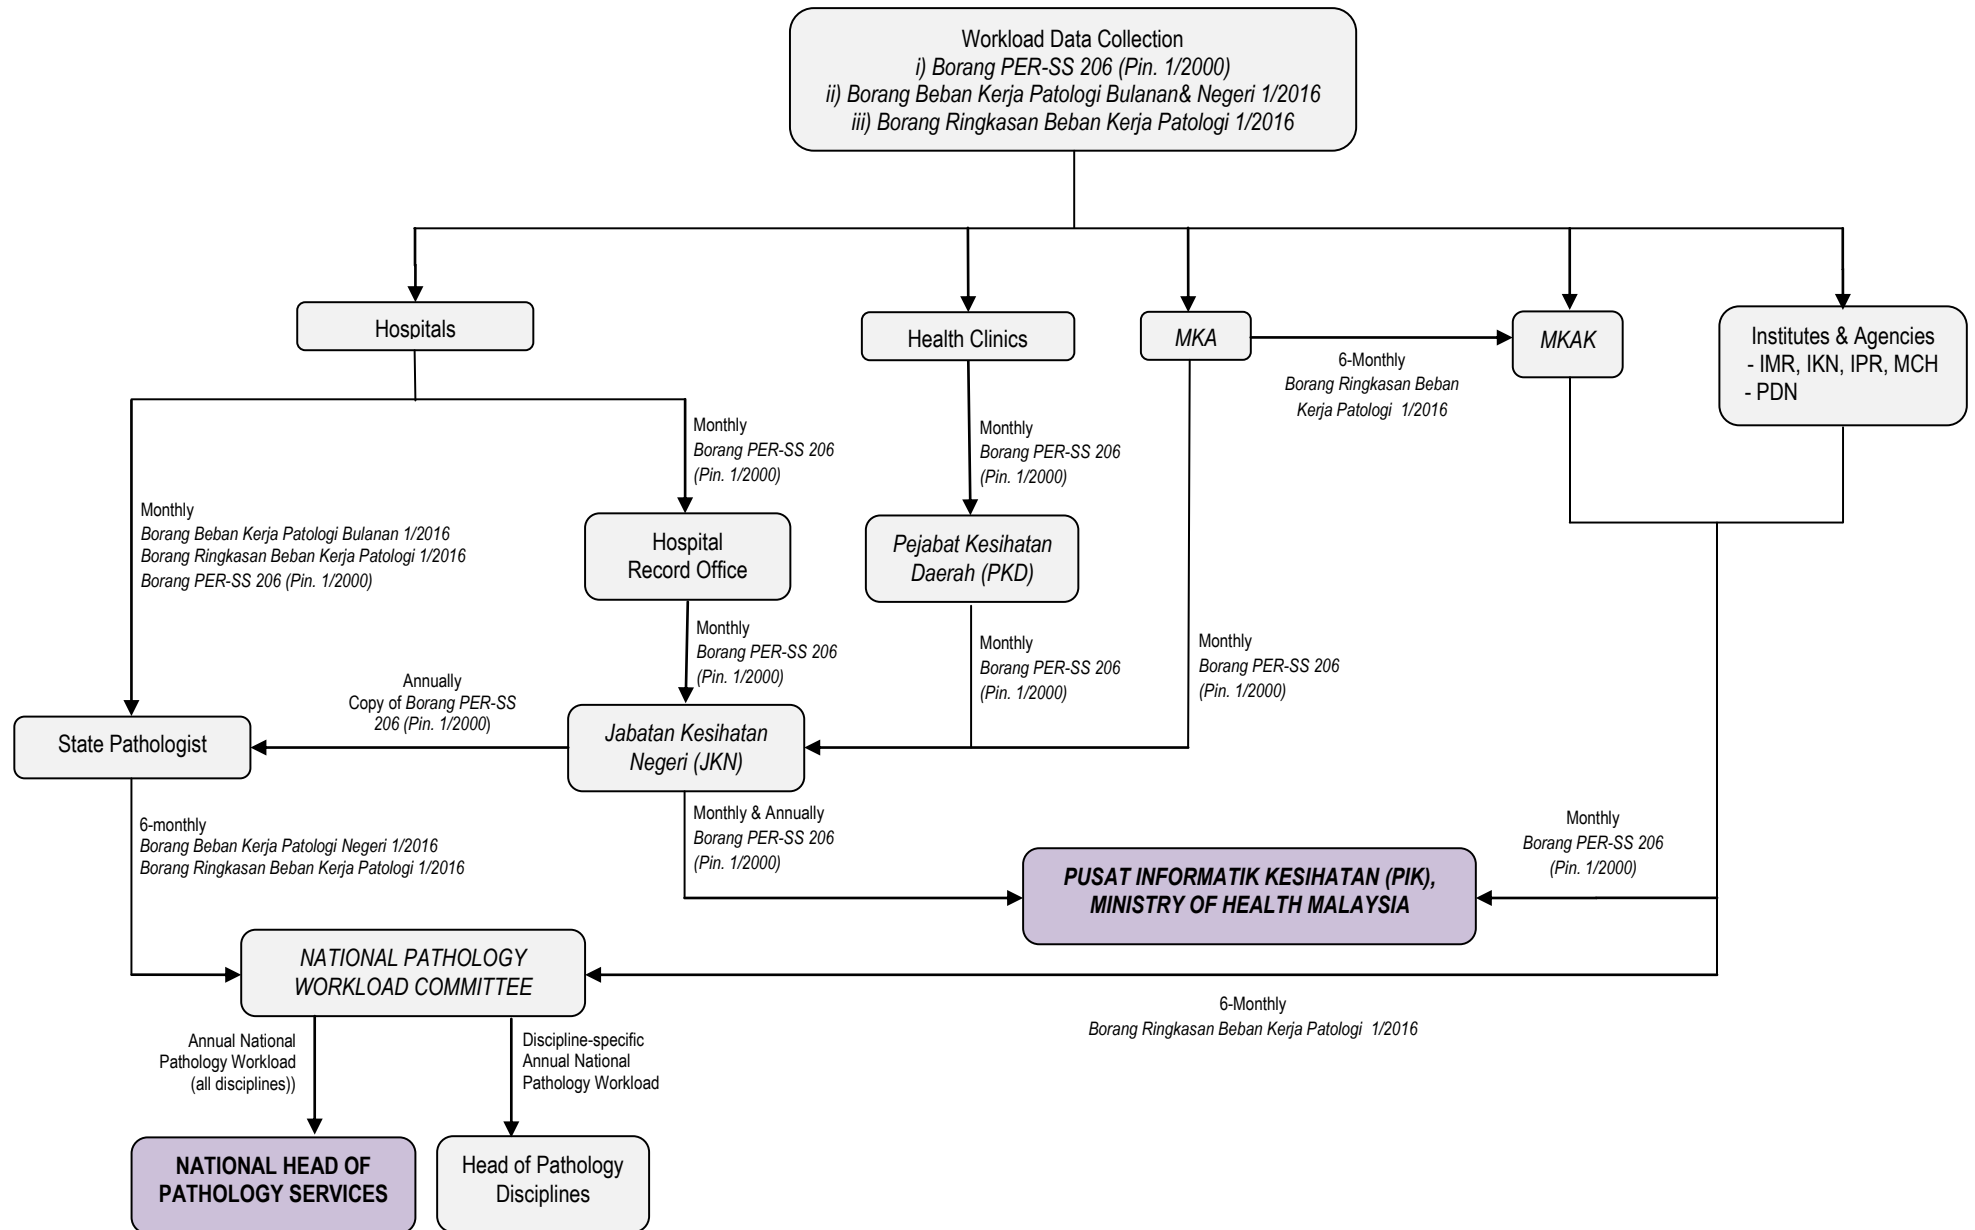 Workload Data Collection
i) Borang PER-SS 206 (Pin. 1/2000)
ii) Borang Beban Kerja Patologi Bulanan& Negeri 1/2016
iii) Borang Ringkasan Beban Kerja Patologi 1/2016
Hospitals
Health Clinics
MKA
6-Monthly
Borang Ringkasan Beban
Kerja Patologi 1/2016
MKAK
Institutes & Agencies
- IMR, IKN, IPR, MCH
- PDN
Monthly
Borang Beban Kerja Patologi Bulanan 1/2016
Borang Ringkasan Beban Kerja Patologi 1/2016
Borang PER-SS 206 (Pin. 1/2000)
Monthly
Borang PER-SS 206
(Pin. 1/2000)
Monthly
Borang PER-SS 206
(Pin. 1/2000)
Hospital
Record Office
Pejabat Kesihatan
Daerah (PKD)
Monthly
Borang PER-SS 206
(Pin. 1/2000)
Monthly
Borang PER-SS 206
(Pin. 1/2000)
Monthly
Borang PER-SS 206
(Pin. 1/2000)
Annually
Copy of Borang PER-SS
206 (Pin. 1/2000)
State Pathologist
Jabatan Kesihatan
Negeri (JKN)
6-monthly
Borang Beban Kerja Patologi Negeri 1/2016
Borang Ringkasan Beban Kerja Patologi 1/2016
Monthly & Annually
Borang PER-SS 206
(Pin. 1/2000)
PUSAT INFORMATIK KESIHATAN (PIK),
MINISTRY OF HEALTH MALAYSIA
Monthly
Borang PER-SS 206
(Pin. 1/2000)
NATIONAL PATHOLOGY
WORKLOAD COMMITTEE
6-Monthly
Borang Ringkasan Beban Kerja Patologi 1/2016
Annual National
Pathology Workload
(all disciplines))
Discipline-specific
Annual National
Pathology Workload
NATIONAL HEAD OF
PATHOLOGY SERVICES
Head of Pathology
Disciplines